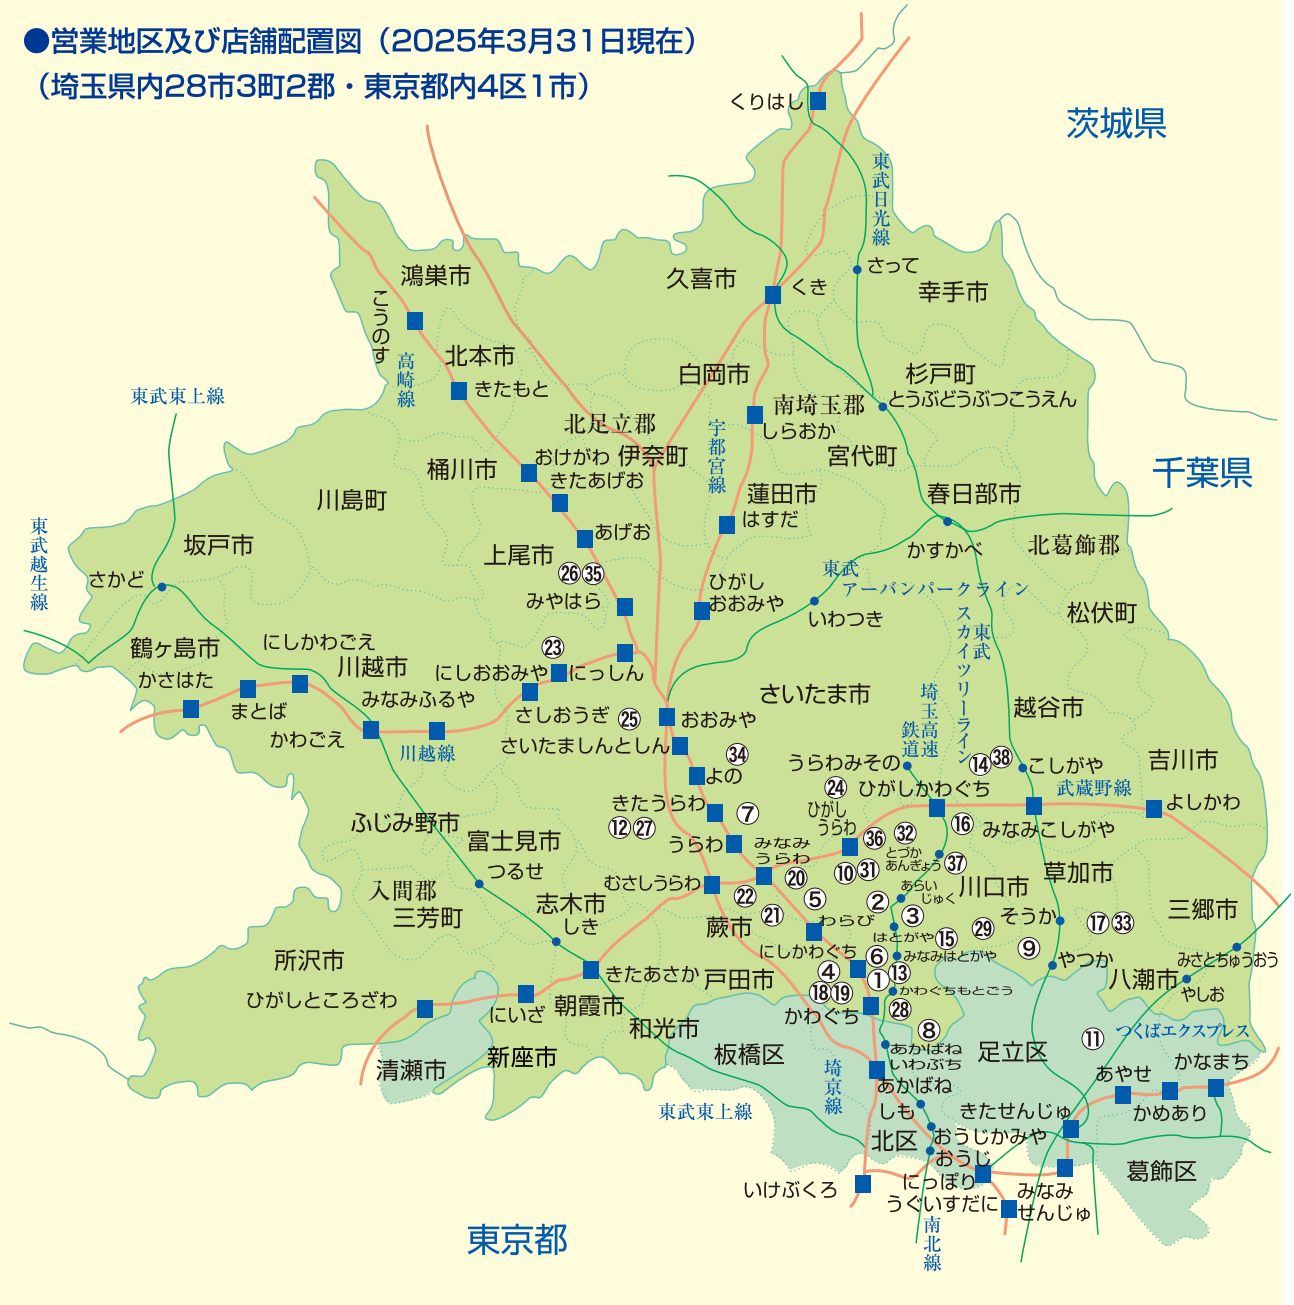 ●営業地区及び店舗配置図（2025年3月31日現在）
（埼玉県内28市3町2郡・東京都内4区1市）
くりはし
茨城県
東武日光線
鴻巣市
久喜市
さって
くき
幸手市
こうのす
北本市
高崎線
きたもと
白岡市
杉戸町
南埼玉郡
とうぶどうぶつこうえん
東武東上線
北足立郡
宇都宮線
しらおか
桶川市
おけがわ
伊奈町
宮代町
千葉県
きたあげお
川島町
蓮田市
春日部市
はすだ
東武越生線
坂戸市
あげお
上尾市
かすかべ
北葛飾郡
さかど
㉖
㉟
ひがし
おおみや
東武
アーバンパークライン
みやはら
いわつき
松伏町
東武
スカイツリーライン
鶴ヶ島市
にしかわごえ
㉓
川越市
にしおおみや
にっしん
かさはた
みなみふるや
さいたま市
埼玉高速
鉄道
越谷市
まとば
さしおうぎ
㉕
おおみや
かわごえ
川越線
さいたましんとしん
㉞
うらわみその
⑭
㊳
こしがや
吉川市
よの
㉔
ひがしかわぐち
武蔵野線
きたうらわ
⑦
ひがし
うらわ
よしかわ
ふじみ野市
⑫
㉗
⑯
みなみこしがや
富士見市
うらわ
みなみ
うらわ
㊱
㉜
とづか
あんぎょう
㊲
つるせ
むさしうらわ
⑳
⑩
㉛
草加市
入間郡
あらい
じゅく
川口市
三芳町
志木市
㉒
⑤
②
しき
㉑
わらび
③
そうか
三郷市
蕨市
はとがや
⑮
㉙
⑰
㉝
所沢市
にしかわぐち
⑥
みなみはとがや
⑨
やつか
みさとちゅうおう
きたあさか
戸田市
④
①
⑬
八潮市
ひがしところざわ
⑱
⑲
かわぐちもとごう
やしお
にいざ
朝霞市
かわぐち
㉘
和光市
⑧
⑪
つくばエクスプレス
新座市
板橋区
あかばね
いわぶち
足立区
清瀬市
かなまち
埼京線
あかばね
あやせ
東武東上線
しも
きたせんじゅ
かめあり
北区
おうじかみや
おうじ
葛飾区
いけぶくろ
にっぽり
みなみ
せんじゅ
うぐいすだに
東京都
南北線